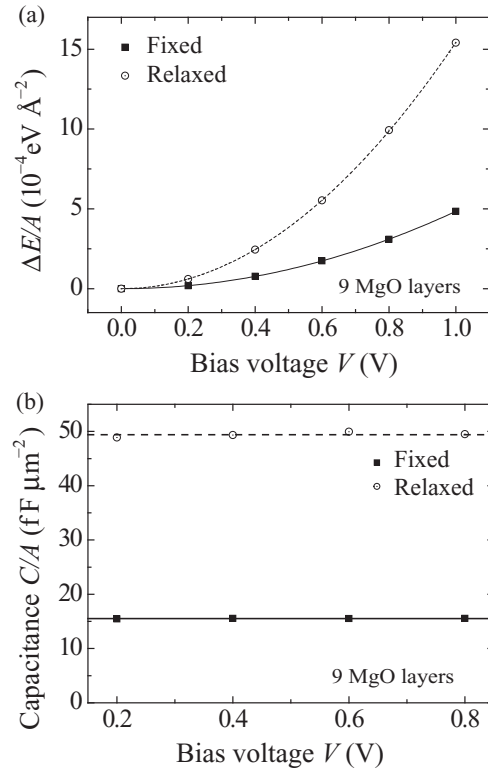 (a)
15
10
5
0
ΔE/A (10⁻⁴eV Å⁻²)
Fixed
Relaxed
9 MgO layers
0.0 0.2 0.4 0.6 0.8 1.0
Bias voltage V (V)
(b)
60
50
40
30
20
10
0
Capacitance C/A (fF μm⁻²)
Fixed
Relaxed
9 MgO layers
0.2 0.4 0.6 0.8
Bias voltage V (V)